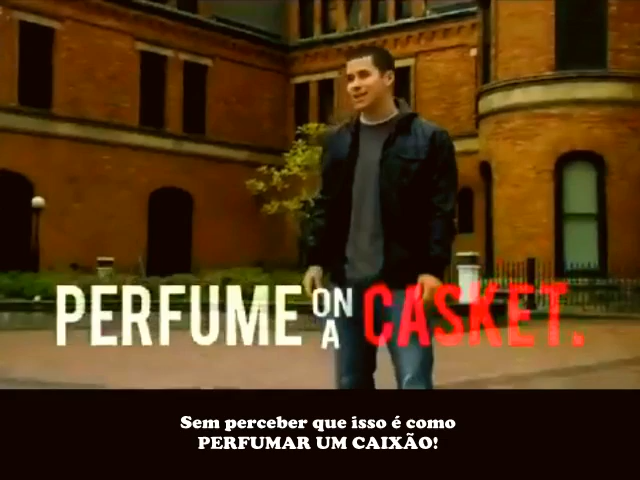 PERFUME ON A CASKET.
Sem perceber que isso é como
PERFUMAR UM CAIXÃO!